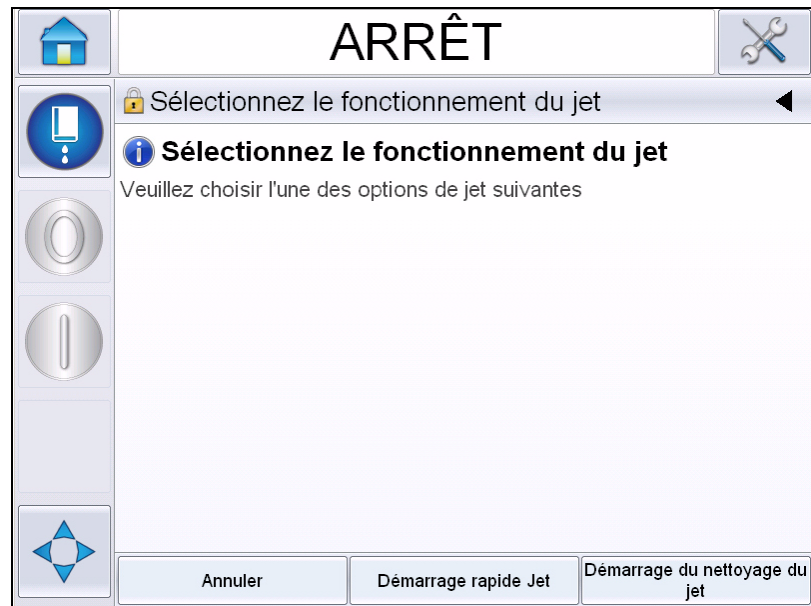 ARRÊT
Sélectionnez le fonctionnement du jet
Sélectionnez le fonctionnement du jet
Veuillez choisir l'une des options de jet suivantes
Annuler
Démarrage rapide Jet
Démarrage du nettoyage du
jet